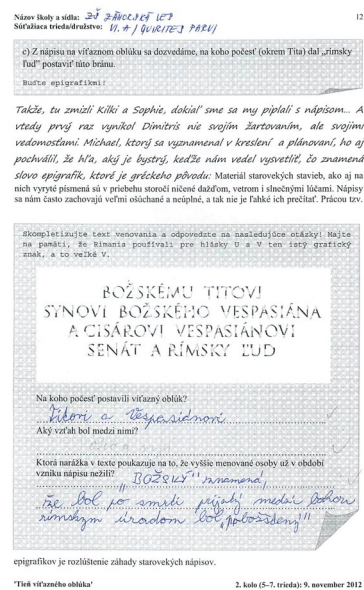 Názov školy a sídla: ZŠ ZÁHORSKÁ VES
12
Súťažiaca trieda/družstvo: VI.A / QUIRITES PARVI
c) Z nápisu na víťaznom oblúku sa dozvedáme, na koho počesť (okrem Tita) dal „rímsky
ľud" postaviť túto bránu.
Buďte epigrafikmi!
Takže, tu zmizli Kilki a Sophie, dokiaľ sme sa my piplali s nápisom... A
vtedy prvý raz vynikol Dimitris nie svojím žartovaním, ale svojimi
vedomosťami. Michael, ktorý sa vyznamenal v kreslení a plánovaní, ho aj
pochválil, že hľa, aký je bystrý, keďže nám vedel vysvetliť, čo znamená
slovo epigrafik, ktoré je gréckeho pôvodu: Materiál starovekých stavieb, ako aj na
nich vyryté písmená sú v priebehu storočí ničené dažďom, vetrom i slnečnými lúčami. Nápisy
sa nám často zachovajú veľmi ošúchané a neúplné, a tak nie je ľahké ich prečítať. Prácou tzv.
Skompletizujte text venovania a odpovedzte na nasledujúce otázky! Majte
na pamäti, že Rimania používali pre hlásky U a V ten istý grafický
znak, a to veľké V.
BOŽSKÉMU TITOVI
SYNOVI BOŽSKÉHO VESPASIÁNA
A CISÁROVI VESPASIÁNOVI
SENÁT A RÍMSKY ĽUD
Na koho počesť postavili víťazný oblúk?
Titovi a Vespasiánovi
Aký vzťah bol medzi nimi?
Ktorá narážka v texte poukazuje na to, že vyššie menované osoby už v období
vzniku nápisu nežili? „BOŽSKÝ" znamená,
že bol po smrti prijatý medzi bohov
rímskym úradom bol „pobožštený"
epigrafikov je rozlúštenie záhady starovekých nápisov.
'Tieň víťazného oblúka'
2. kolo (5–7. trieda): 9. november 2012